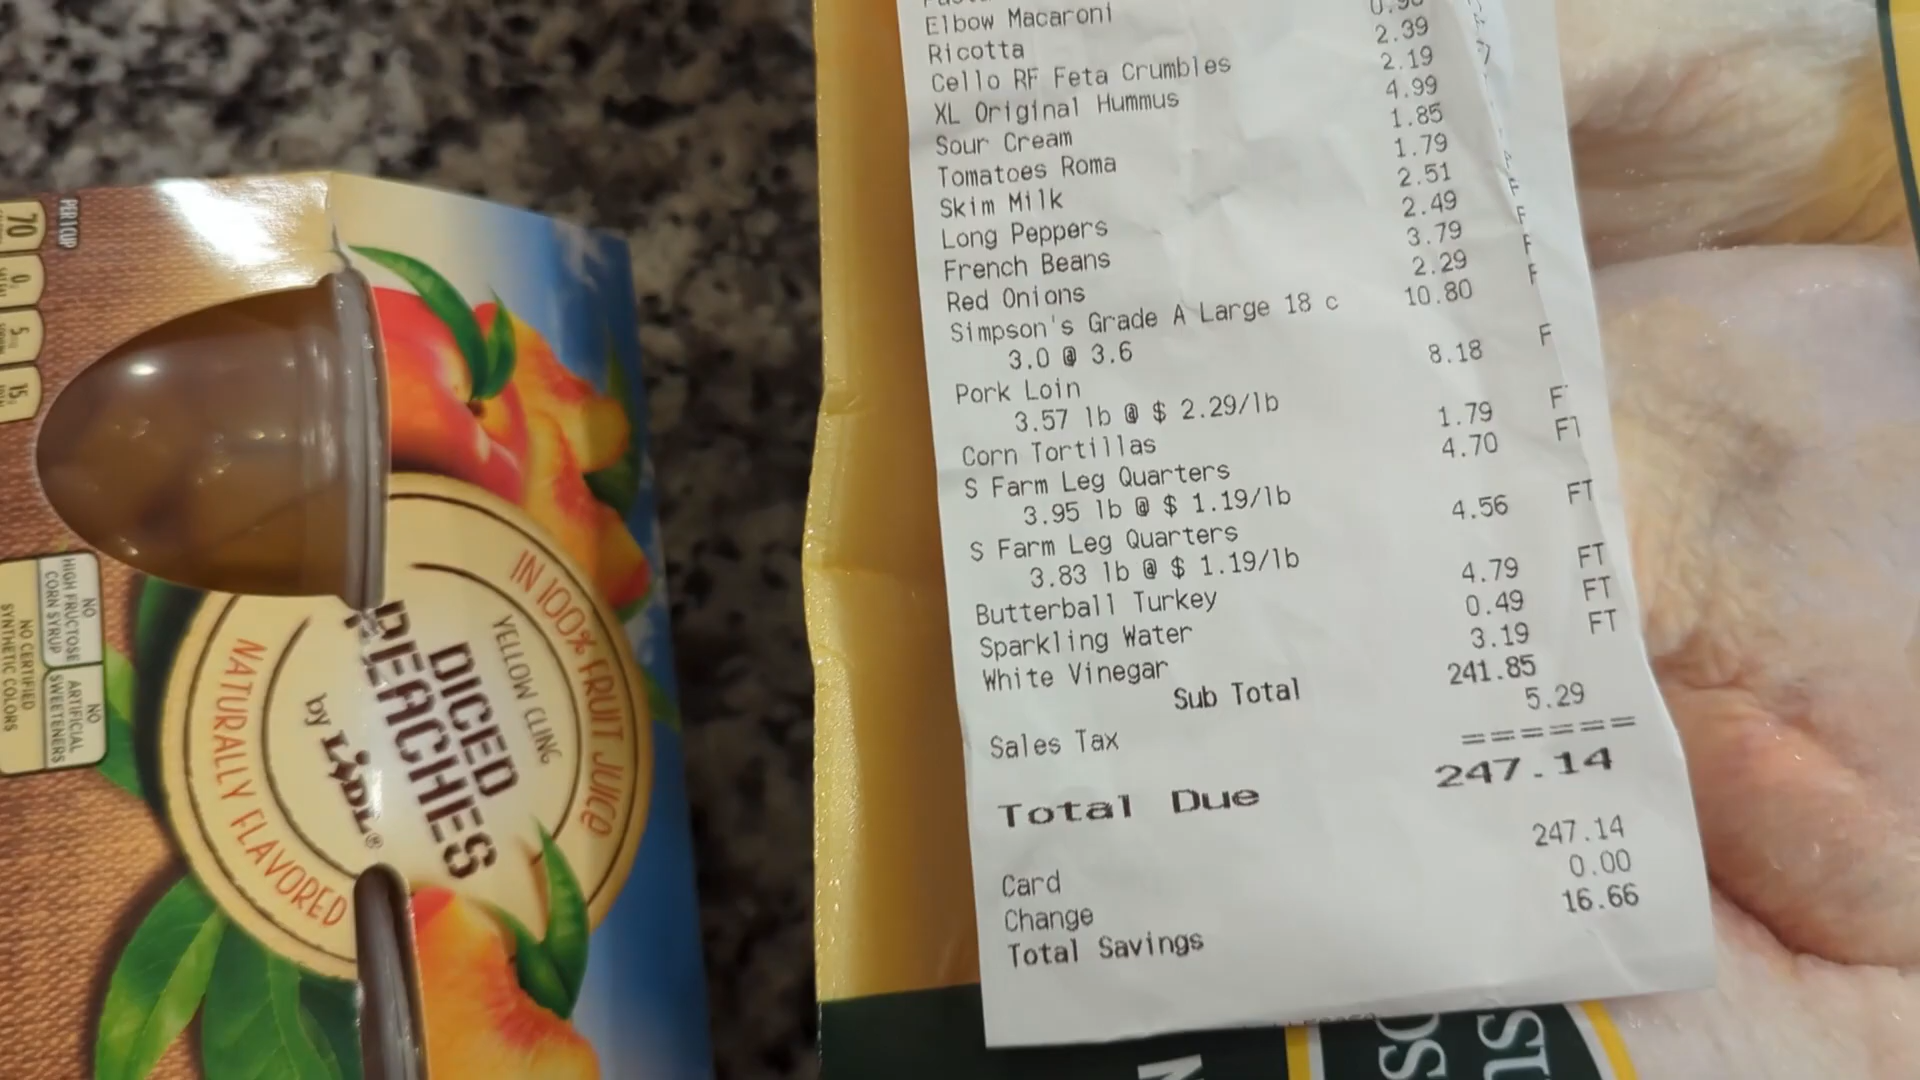 Elbow Macaroni
Ricotta 2.39
Cello RF Feta Crumbles 2.19
XL Original Hummus 4.99
Sour Cream 1.85
Tomatoes Roma 1.79
Skim Milk 2.51 F
Long Peppers 2.49 F
French Beans 3.79 F
Red Onions 2.29 F
Simpson's Grade A Large 18 c 10.80
3.0 @ 3.6
Pork Loin 8.18 F
3.57 lb @ $ 2.29/lb
Corn Tortillas 1.79
S Farm Leg Quarters 4.70
3.95 lb @ $ 1.19/lb
S Farm Leg Quarters 4.56 FT
3.83 lb @ $ 1.19/lb
Butterball Turkey 4.79 FT
Sparkling Water 0.49 FT
White Vinegar 3.19 FT
Sub Total 241.85
Sales Tax 5.29
======
Total Due 247.14
Card 247.14
Change 0.00
Total Savings 16.66
PER 1 CUP
70
0g
5mg
15g
NO HIGH FRUCTOSE CORN SYRUP
NO ARTIFICIAL SWEETENERS
NO CERTIFIED SYNTHETIC COLORS
IN 100% FRUIT JUICE
YELLOW CLING
DICED
PEACHES
by LIDL®
NATURALLY FLAVORED